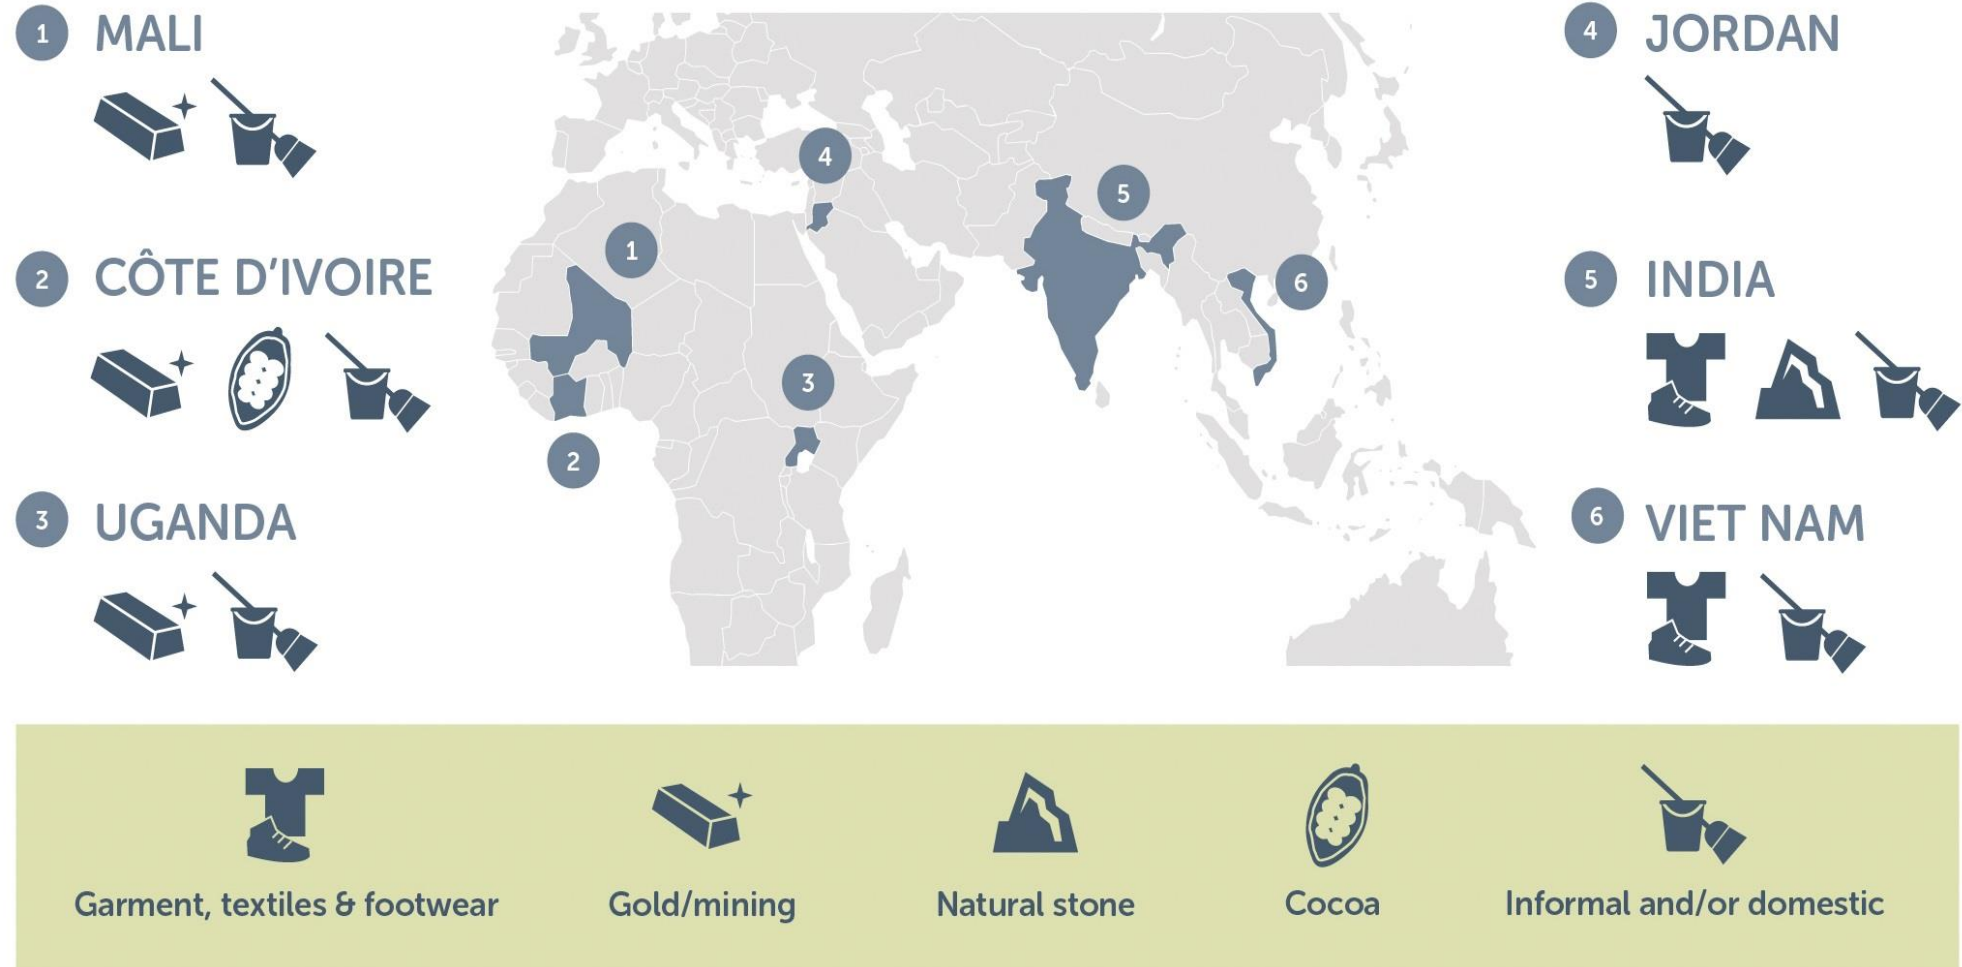 1 MALI
2 CÔTE D’IVOIRE
3 UGANDA
4 JORDAN
5 INDIA
6 VIET NAM
1
2
3
4
5
6
Garment, textiles & footwear
Gold/mining
Natural stone
Cocoa
Informal and/or domestic